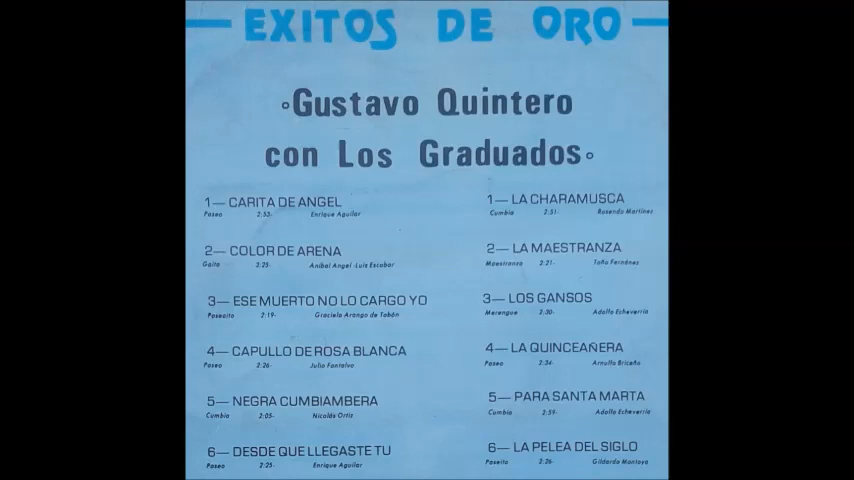 EXITOS DE ORO
Gustavo Quintero
con Los Graduados
1— CARITA DE ANGEL
Paseo 2:53- Enrique Aguilar
2— COLOR DE ARENA
Gaita 3:25- Anibal Angel -Luis Escobar
3— ESE MUERTO NO LO CARGO YO
Paseaito 2:19- Graciela Arango de Tobón
4— CAPULLO DE ROSA BLANCA
Paseo 2:26- Julio Fontalvo
5— NEGRA CUMBIAMBERA
Cumbia 2:05- Nicolás Ortiz
6— DESDE QUE LLEGASTE TU
Paseo 2:25- Enrique Aguilar
1— LA CHARAMUSCA
Cumbia 2:51- Rosendo Martínez
2— LA MAESTRANZA
Maestranza 2:21- Toño Fernánez
3— LOS GANSOS
Merengue 2:30- Adolfo Echeverria
4— LA QUINCEAÑERA
Paseo 2:34- Arnulfo Briceño
5— PARA SANTA MARTA
Cumbia 2:59- Adolfo Echeverría
6— LA PELEA DEL SIGLO
Paseito 2:26- Gildardo Montoya